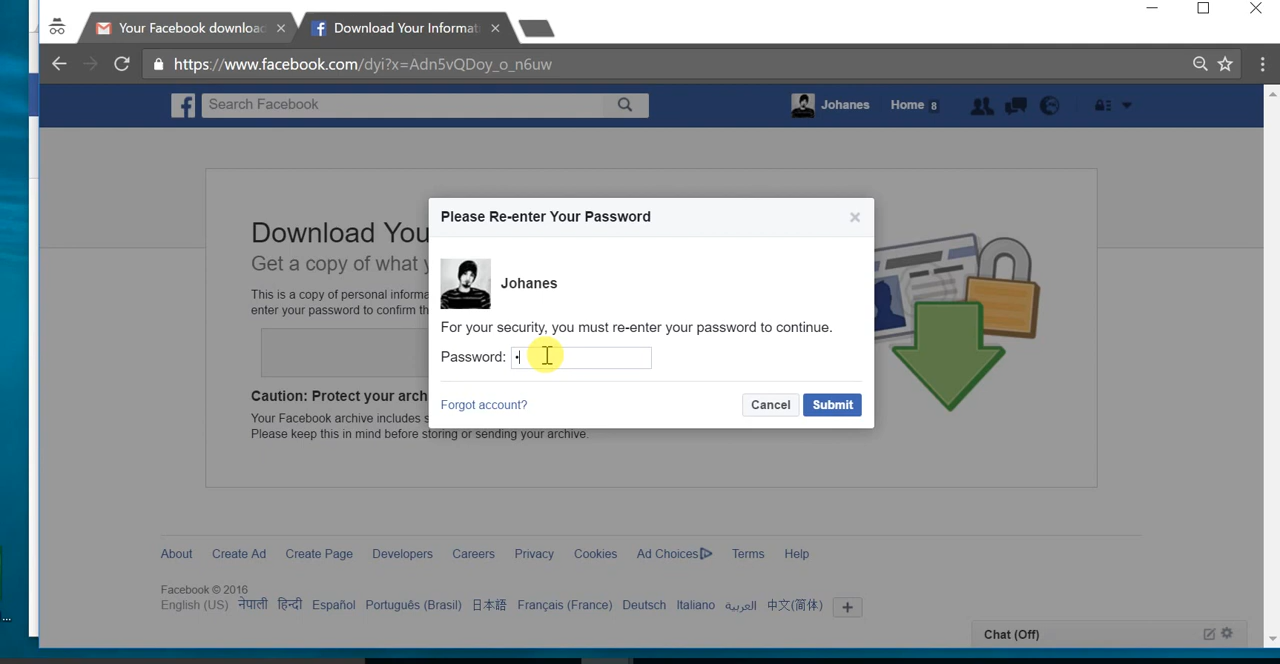 Your Facebook download
Download Your Informat
https://www.facebook.com/dyi?x=Adn5vQDoy_o_n6uw
Search Facebook
Johanes
Home 8
Download You
Get a copy of what y
This is a copy of personal informa
enter your password to confirm th
Caution: Protect your arch
Your Facebook archive includes s
Please keep this in mind before storing or sending your archive.
Please Re-enter Your Password
Johanes
For your security, you must re-enter your password to continue.
Password: •
Forgot account?
Cancel
Submit
About Create Ad Create Page Developers Careers Privacy Cookies Ad Choices Terms Help
Facebook © 2016
English (US) नेपाली हिन्दी Español Português (Brasil) 日本語 Français (France) Deutsch Italiano العربية 中文(简体) +
Chat (Off)